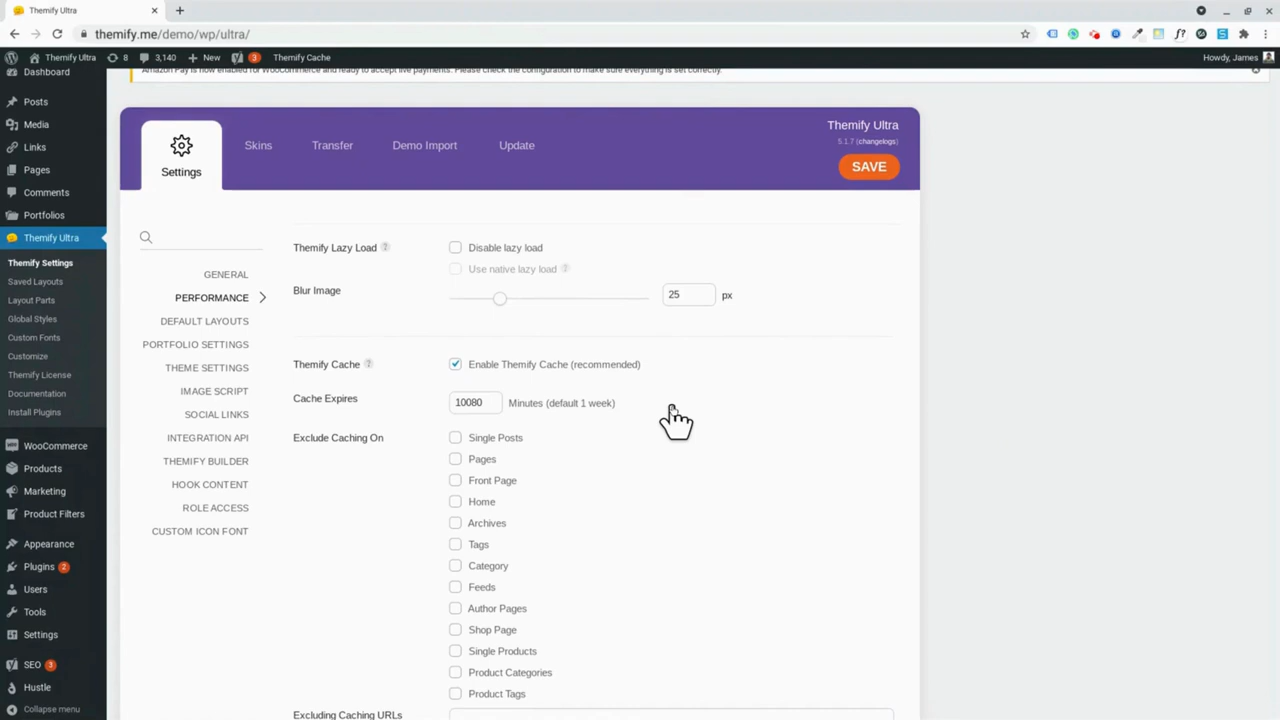 Themify Ultra
themify.me/demo/wp/ultra/
Themify Ultra 8 3,140 New 3 Themify Cache Howdy, James
Dashboard
Posts
Media
Links
Pages
Comments
Portfolios
Themify Ultra
Themify Settings
Saved Layouts
Layout Parts
Global Styles
Custom Fonts
Customize
Themify License
Documentation
Install Plugins
WooCommerce
Products
Marketing
Product Filters
Appearance
Plugins 2
Users
Tools
Settings
SEO 3
Hustle
Collapse menu
Amazon Pay is now enabled for WooCommerce and ready to accept live payments. Please check the configuration to make sure everything is set correctly.
Settings
Skins
Transfer
Demo Import
Update
Themify Ultra
5.1.7 (changelogs)
SAVE
GENERAL
PERFORMANCE
DEFAULT LAYOUTS
PORTFOLIO SETTINGS
THEME SETTINGS
IMAGE SCRIPT
SOCIAL LINKS
INTEGRATION API
THEMIFY BUILDER
HOOK CONTENT
ROLE ACCESS
CUSTOM ICON FONT
Themify Lazy Load ? Disable lazy load
Use native lazy load ?
Blur Image 25 px
Themify Cache ? Enable Themify Cache (recommended)
Cache Expires 10080 Minutes (default 1 week)
Exclude Caching On Single Posts
Pages
Front Page
Home
Archives
Tags
Category
Feeds
Author Pages
Shop Page
Single Products
Product Categories
Product Tags
Excluding Caching URLs